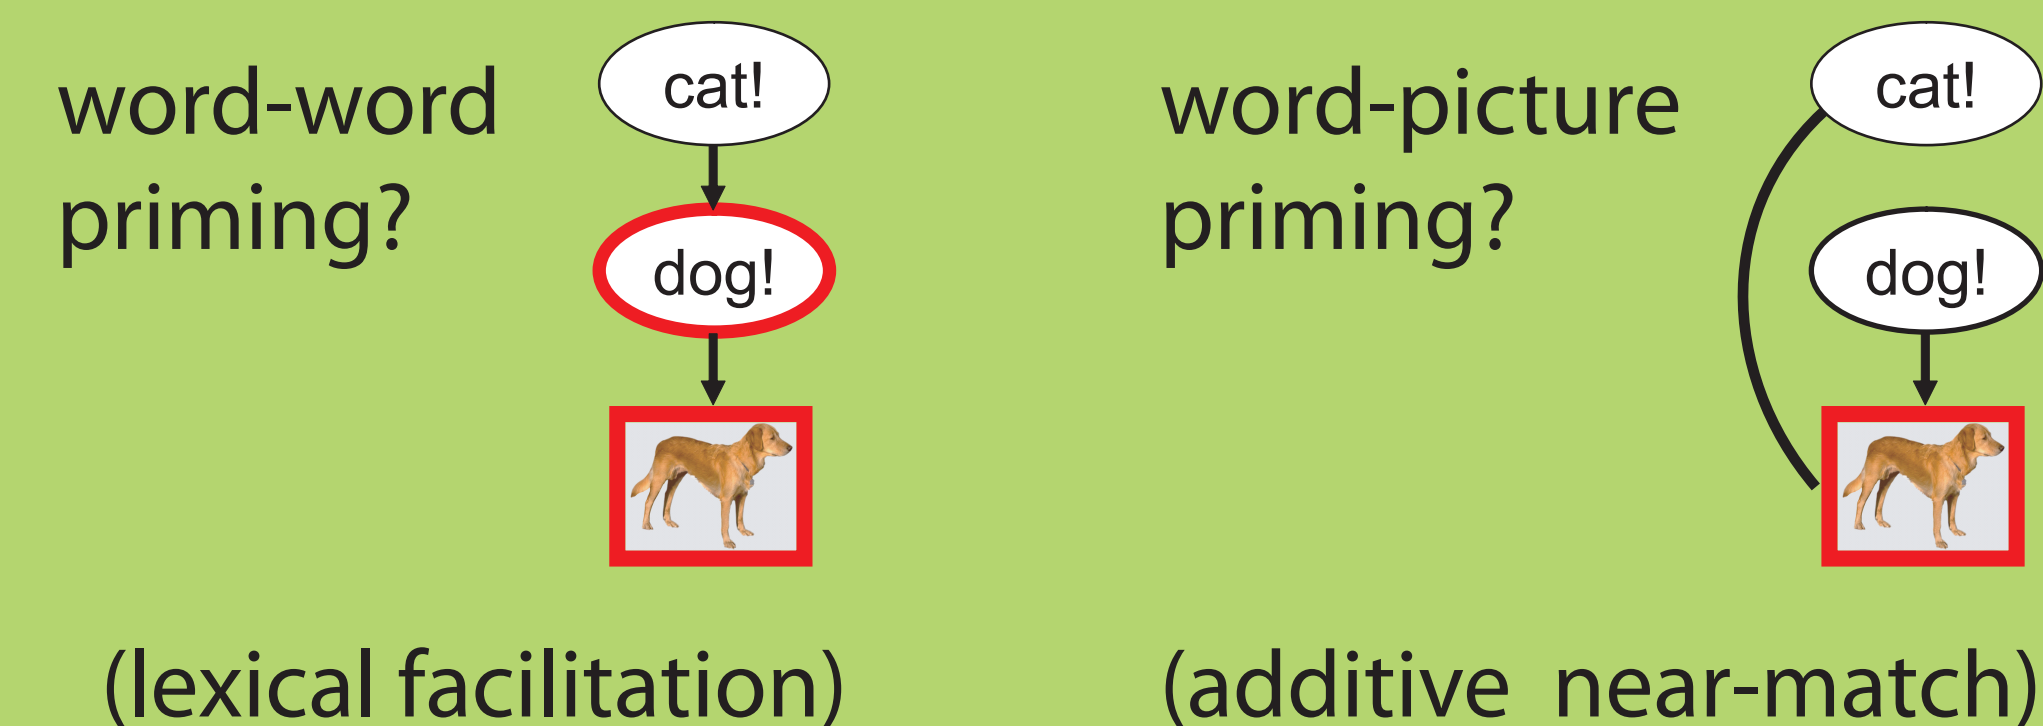 word-word
priming?
cat!
dog!
(lexical facilitation)
word-picture
priming?
cat!
dog!
(additive near-match)